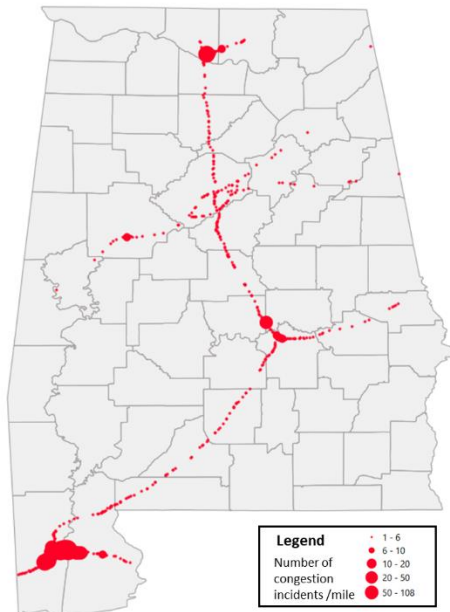 Legend
Number of
congestion
incidents /mile
1 - 6
6 - 10
10 - 20
20 - 50
50 - 108